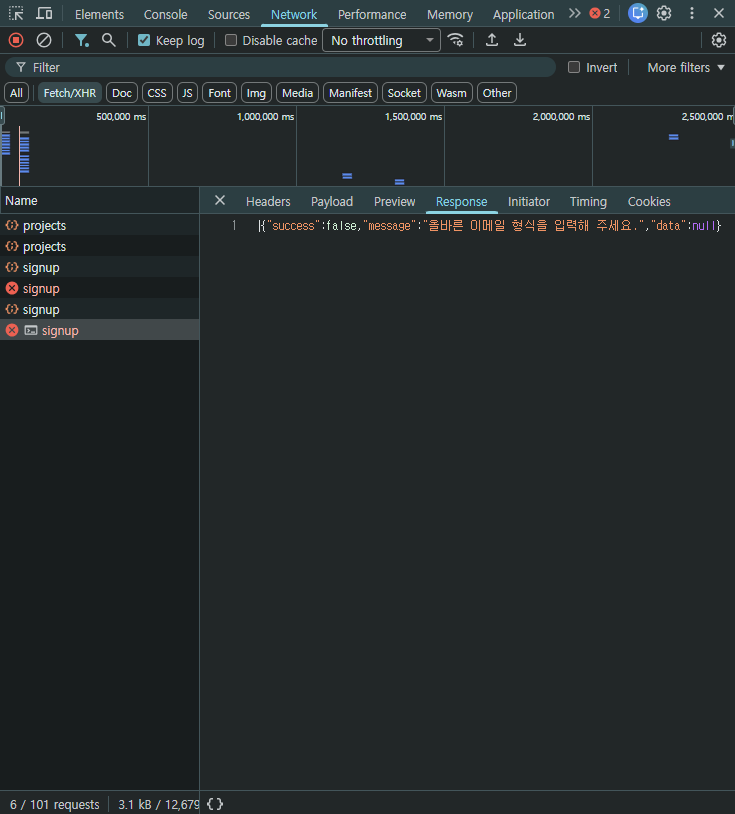 Elements Console Sources Network Performance Memory Application 2
Keep log Disable cache No throttling
Filter Invert More filters
All Fetch/XHR Doc CSS JS Font Img Media Manifest Socket Wasm Other
500,000 ms 1,000,000 ms 1,500,000 ms 2,000,000 ms 2,500,000 m
Name
projects
projects
signup
signup
signup
signup
Headers Payload Preview Response Initiator Timing Cookies
1 {"success":false,"message":"올바른 이메일 형식을 입력해 주세요.","data":null}
6 / 101 requests 3.1 kB / 12,679 {}